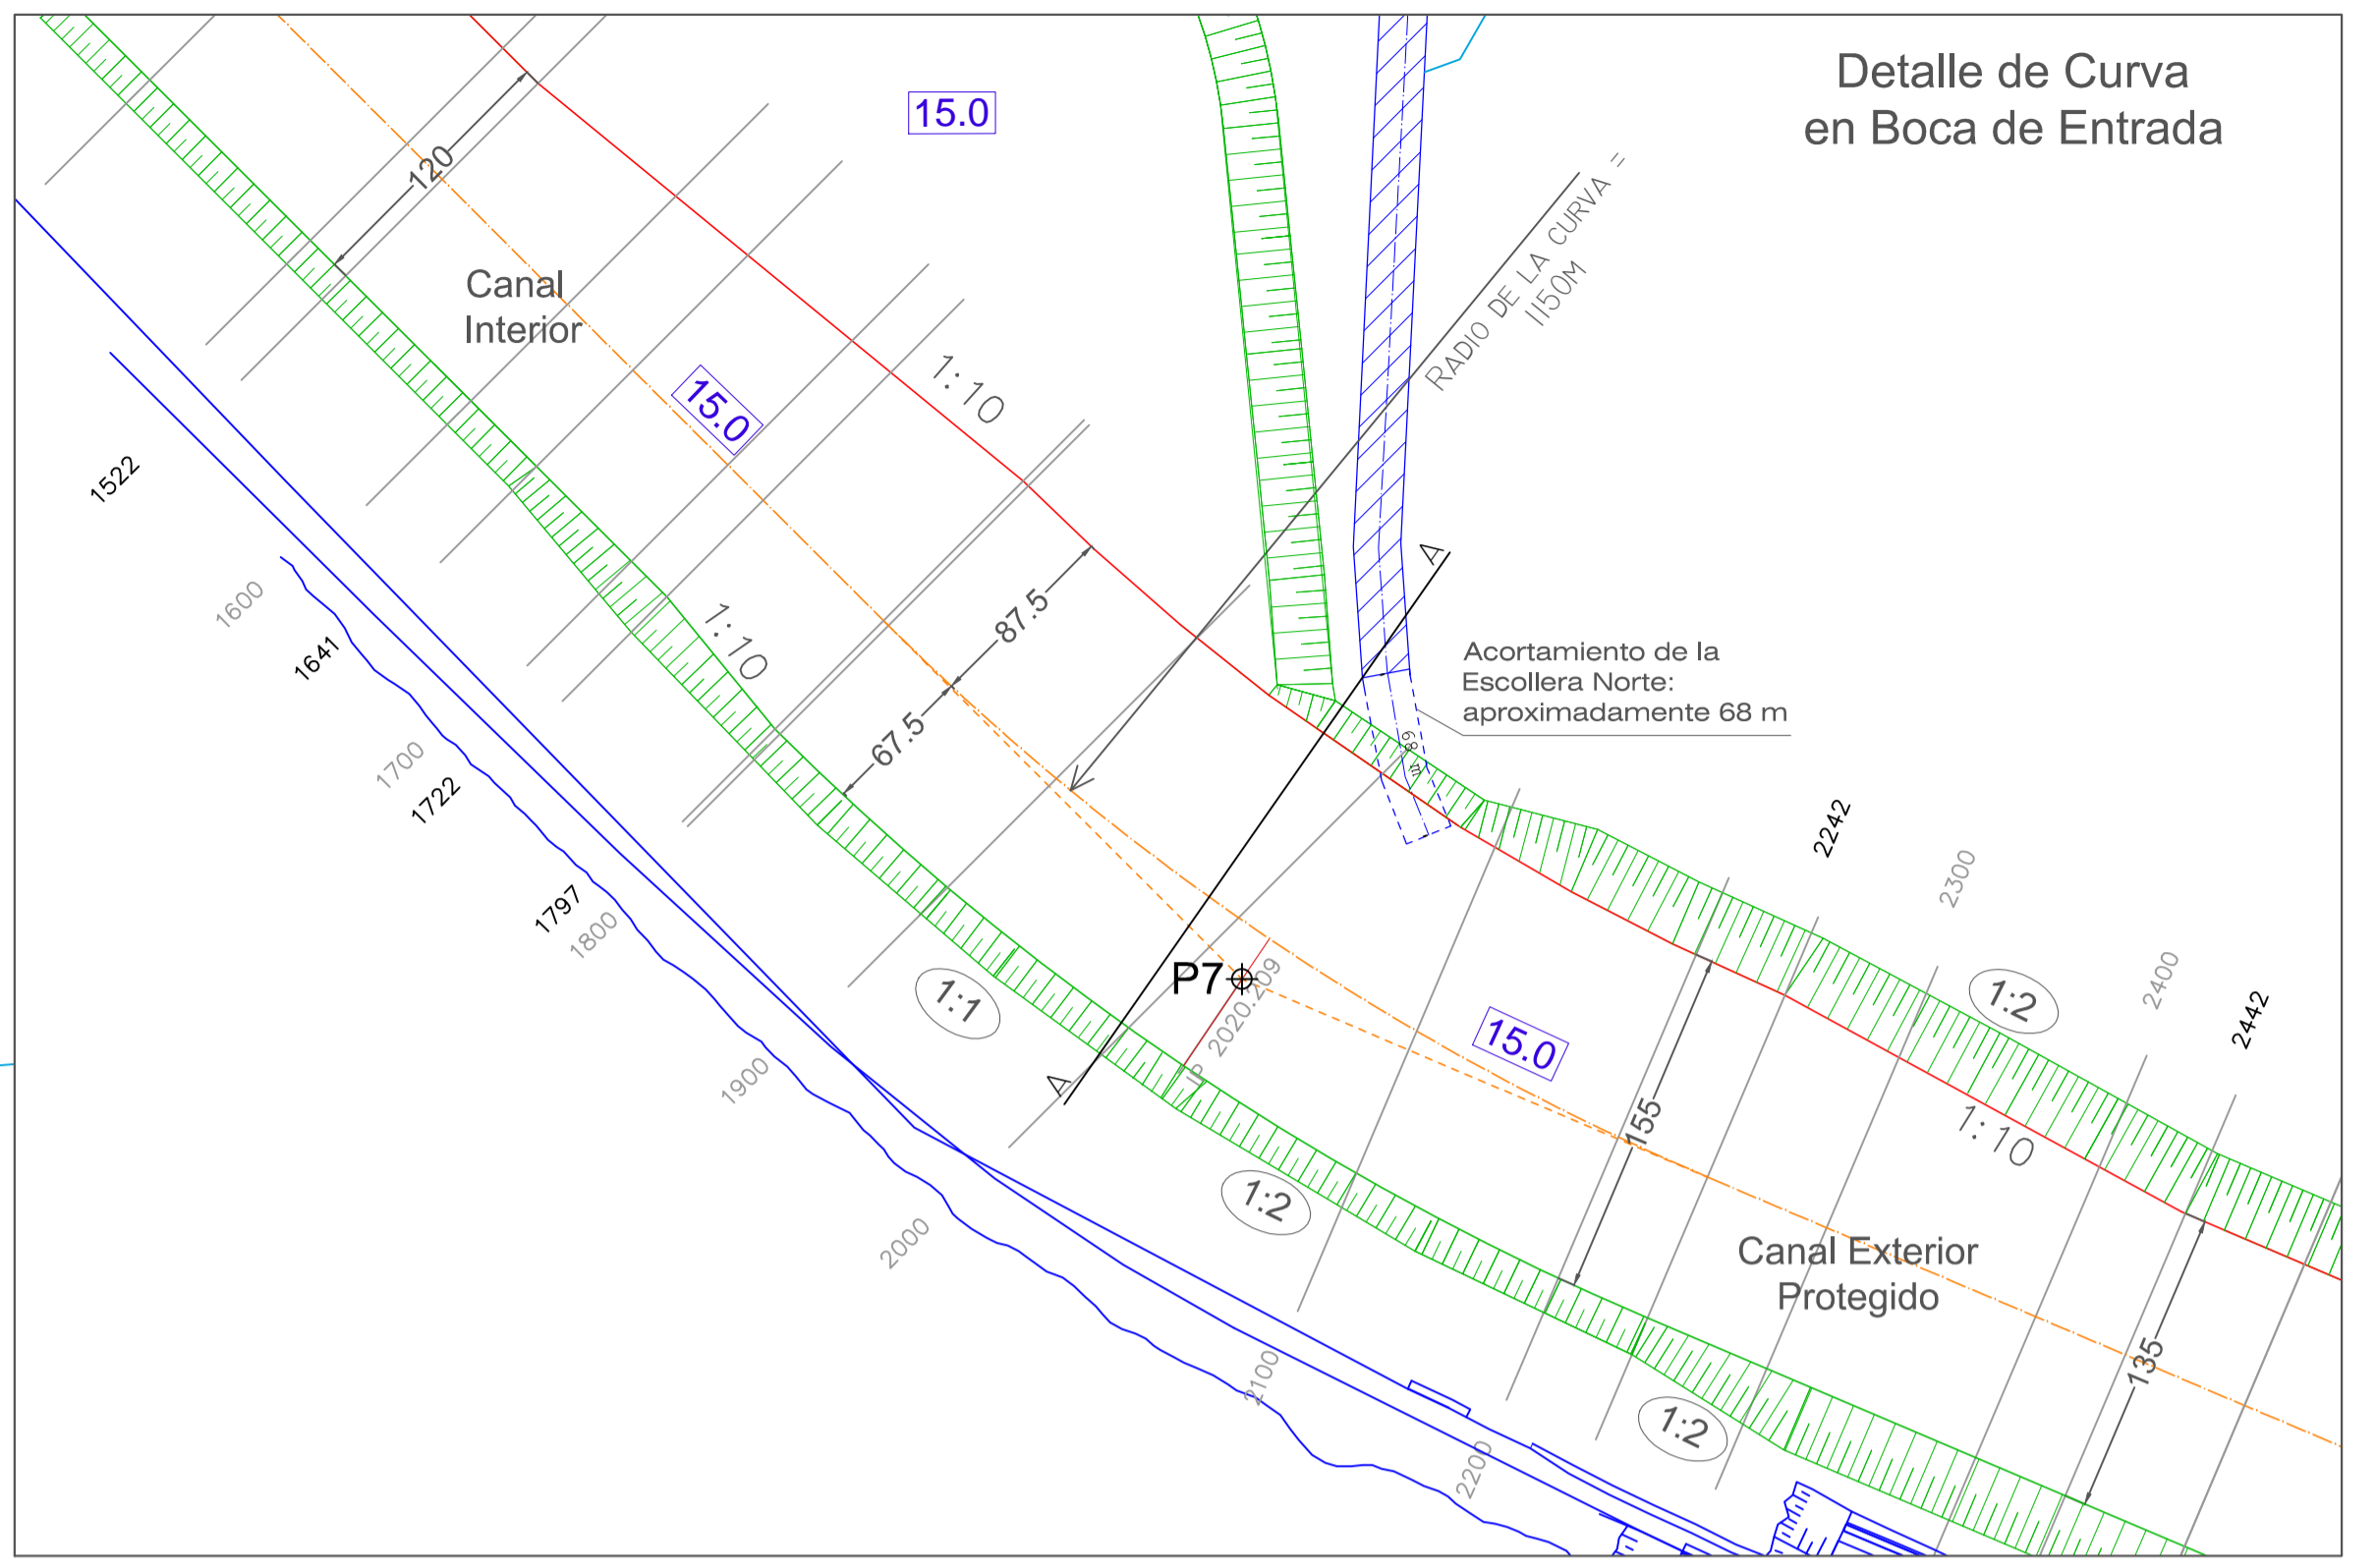 Detalle de Curva
en Boca de Entrada
15.0
120
Canal
Interior
15.0
1:10
RADIO DE LA CURVA =
1150M
1522
1600
1641
1700
1722
1797
1800
1900
2000
2100
2200
1:10
87.5
67.5
A
Acortamiento de la
Escollera Norte:
aproximadamente 68 m
68 m
2242
2300
2400
2442
P7
IP 2020.209
A
1:1
1:2
15.0
155
1:2
1:10
Canal Exterior
Protegido
135
1:2